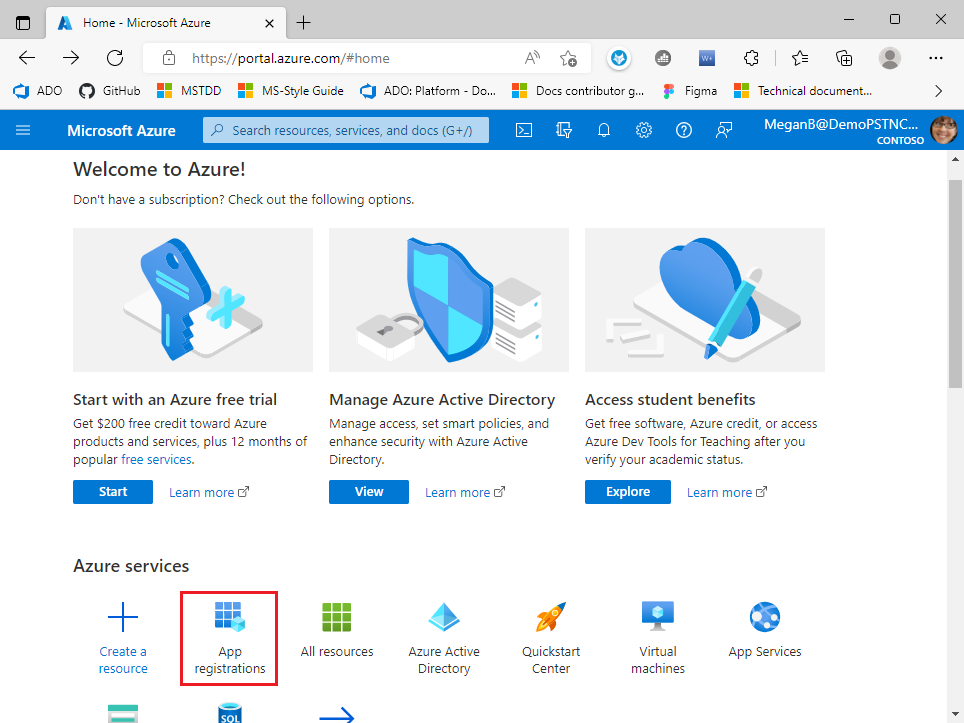 Home - Microsoft Azure
https://portal.azure.com/#home
ADO
GitHub
MSTDD
MS-Style Guide
ADO: Platform - Do...
Docs contributor g...
Figma
Technical document...
Microsoft Azure
Search resources, services, and docs (G+/)
MeganB@DemoPSTNC...
CONTOSO
Welcome to Azure!
Don't have a subscription? Check out the following options.
Start with an Azure free trial
Get $200 free credit toward Azure
products and services, plus 12 months of
popular free services.
Start
Learn more
Manage Azure Active Directory
Manage access, set smart policies, and
enhance security with Azure Active
Directory.
View
Learn more
Access student benefits
Get free software, Azure credit, or access
Azure Dev Tools for Teaching after you
verify your academic status.
Explore
Learn more
Azure services
Create a
resource
App
registrations
All resources
Azure Active
Directory
Quickstart
Center
Virtual
machines
App Services
SQL